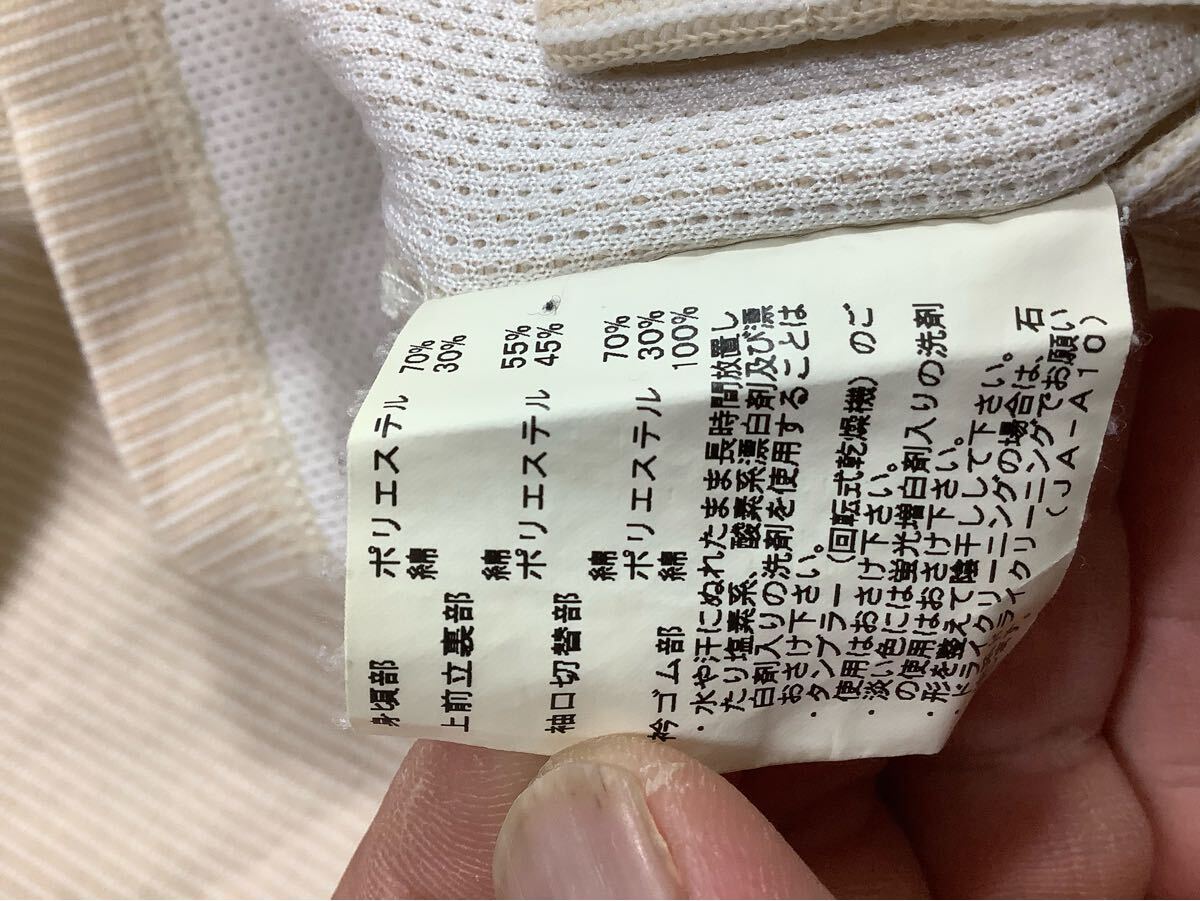 身頃部 ポリエステル 70%
綿 30%
上前立裏部 綿 55%
ポリエステル 45%
袖口切替部 綿 70%
ポリエステル 30%
衿ゴム部 綿 100%
・水や汗にぬれたまま長時間放置し
たり塩素系、酸素系漂白剤及び漂
白剤入りの洗剤を使用することは
おさけ下さい。
・タンブラー(回転式乾燥機)のご
使用はおさけ下さい。
・淡い色には蛍光増白剤入りの洗剤
の使用はおさけ下さい。
・形を整えて陰干しして下さい。
・ドライクリーニングの場合は、石
イクリーニングでお願い
(JA-A10)